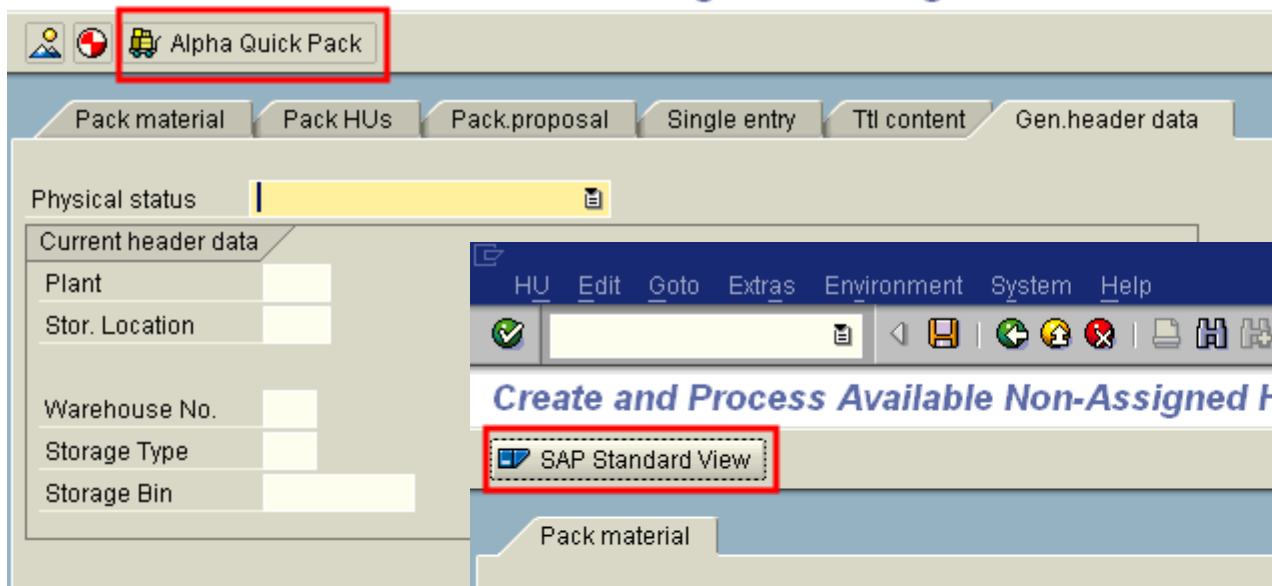 Alpha Quick Pack
Pack material Pack HUs Pack.proposal Single entry Ttl content Gen.header data
Physical status
Current header data
Plant
Stor. Location
Warehouse No.
Storage Type
Storage Bin
HU Edit Goto Extras Environment System Help
Create and Process Available Non-Assigned
SAP Standard View
Pack material